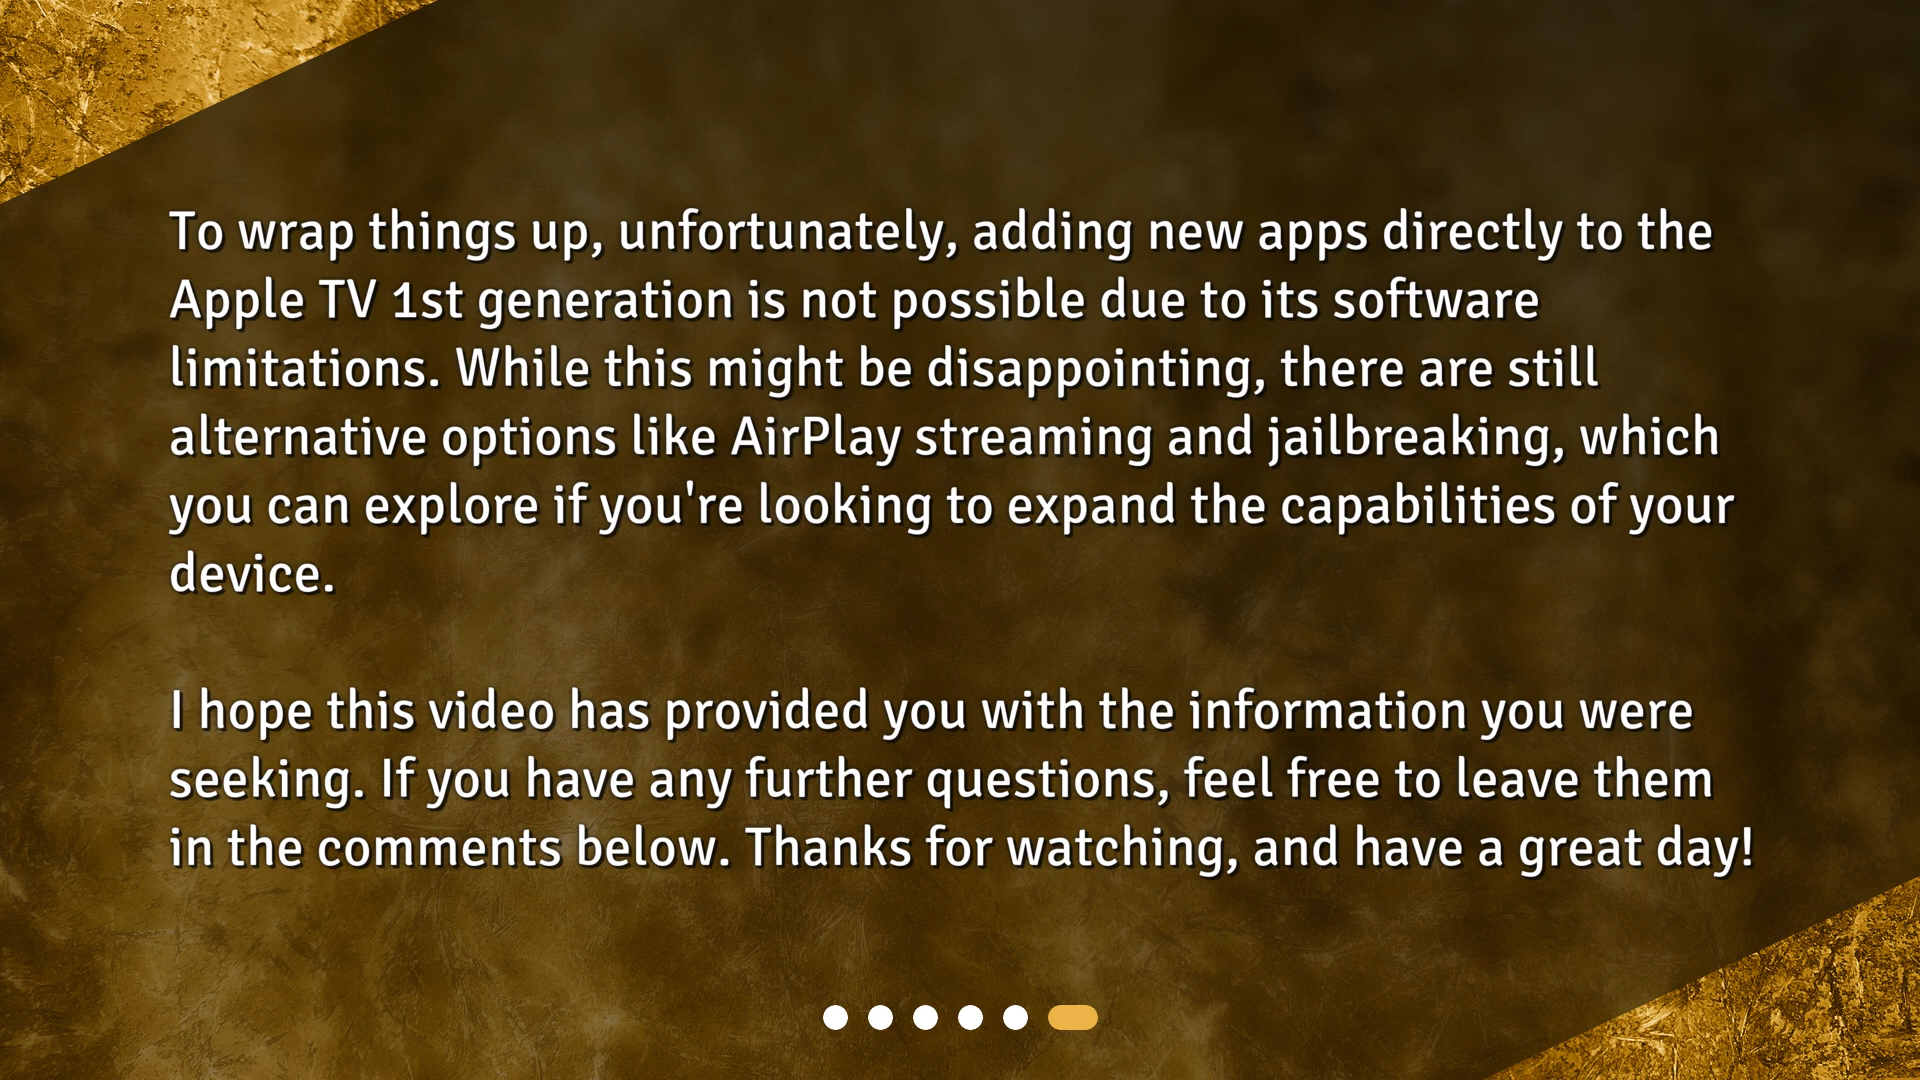 To wrap things up, unfortunately, adding new apps directly to the
Apple TV 1st generation is not possible due to its software
limitations. While this might be disappointing, there are still
alternative options like AirPlay streaming and jailbreaking, which
you can explore if you're looking to expand the capabilities of your
device.
I hope this video has provided you with the information you were
seeking. If you have any further questions, feel free to leave them
in the comments below. Thanks for watching, and have a great day!